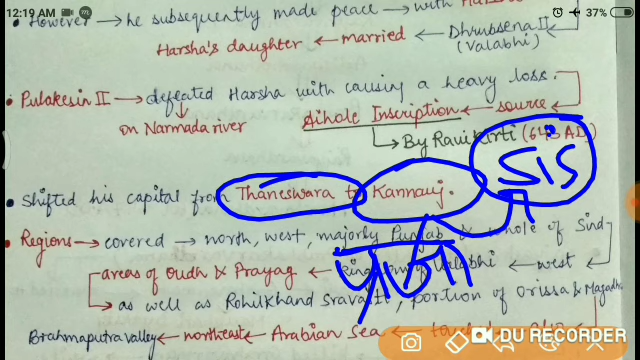 12:19 AM 37%
• However → he subsequently made peace → with
Harsha's daughter ← married ← Dhruvsena II
(Valabhi)
• Pulakesin II → defeated Harsha with causing a heavy loss.
↓
on Narmada river
Aihole Inscription ← source ←
→ By Ravikirti (643 AD)
SiS
• Shifted his capital from Thaneswara to Kannauj.
• Regions → covered → north, west, majorly Punjab & whole of Sind
areas of Oudh & Prayag ← Valabhi ← west ←
→ as well as Rohilkhand Sravasti, portion of Orissa & Magadh
Brahmaputra valley ← northeast ← Arabian Sea ←
DU RECORDER